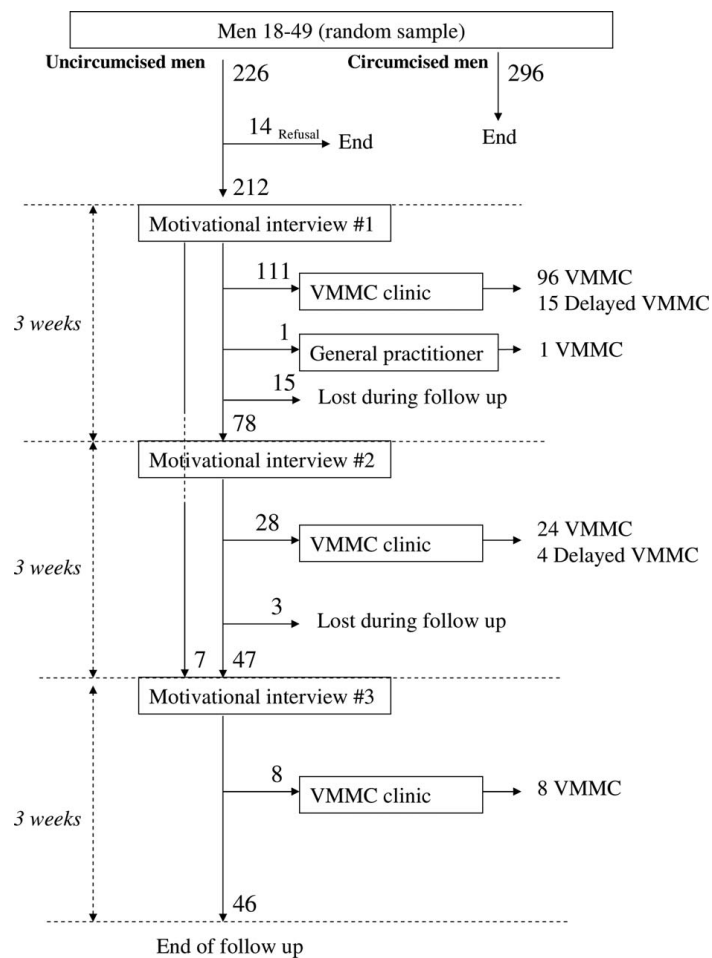 Men 18-49 (random sample)
Uncircumcised men
Circumcised men
226
296
14 Refusal
End
End
212
Motivational interview #1
111
VMMC clinic
96 VMMC
15 Delayed VMMC
3 weeks
1
General practitioner
1 VMMC
15
Lost during follow up
78
Motivational interview #2
28
VMMC clinic
24 VMMC
4 Delayed VMMC
3 weeks
3
Lost during follow up
7
47
Motivational interview #3
8
VMMC clinic
8 VMMC
3 weeks
46
End of follow up